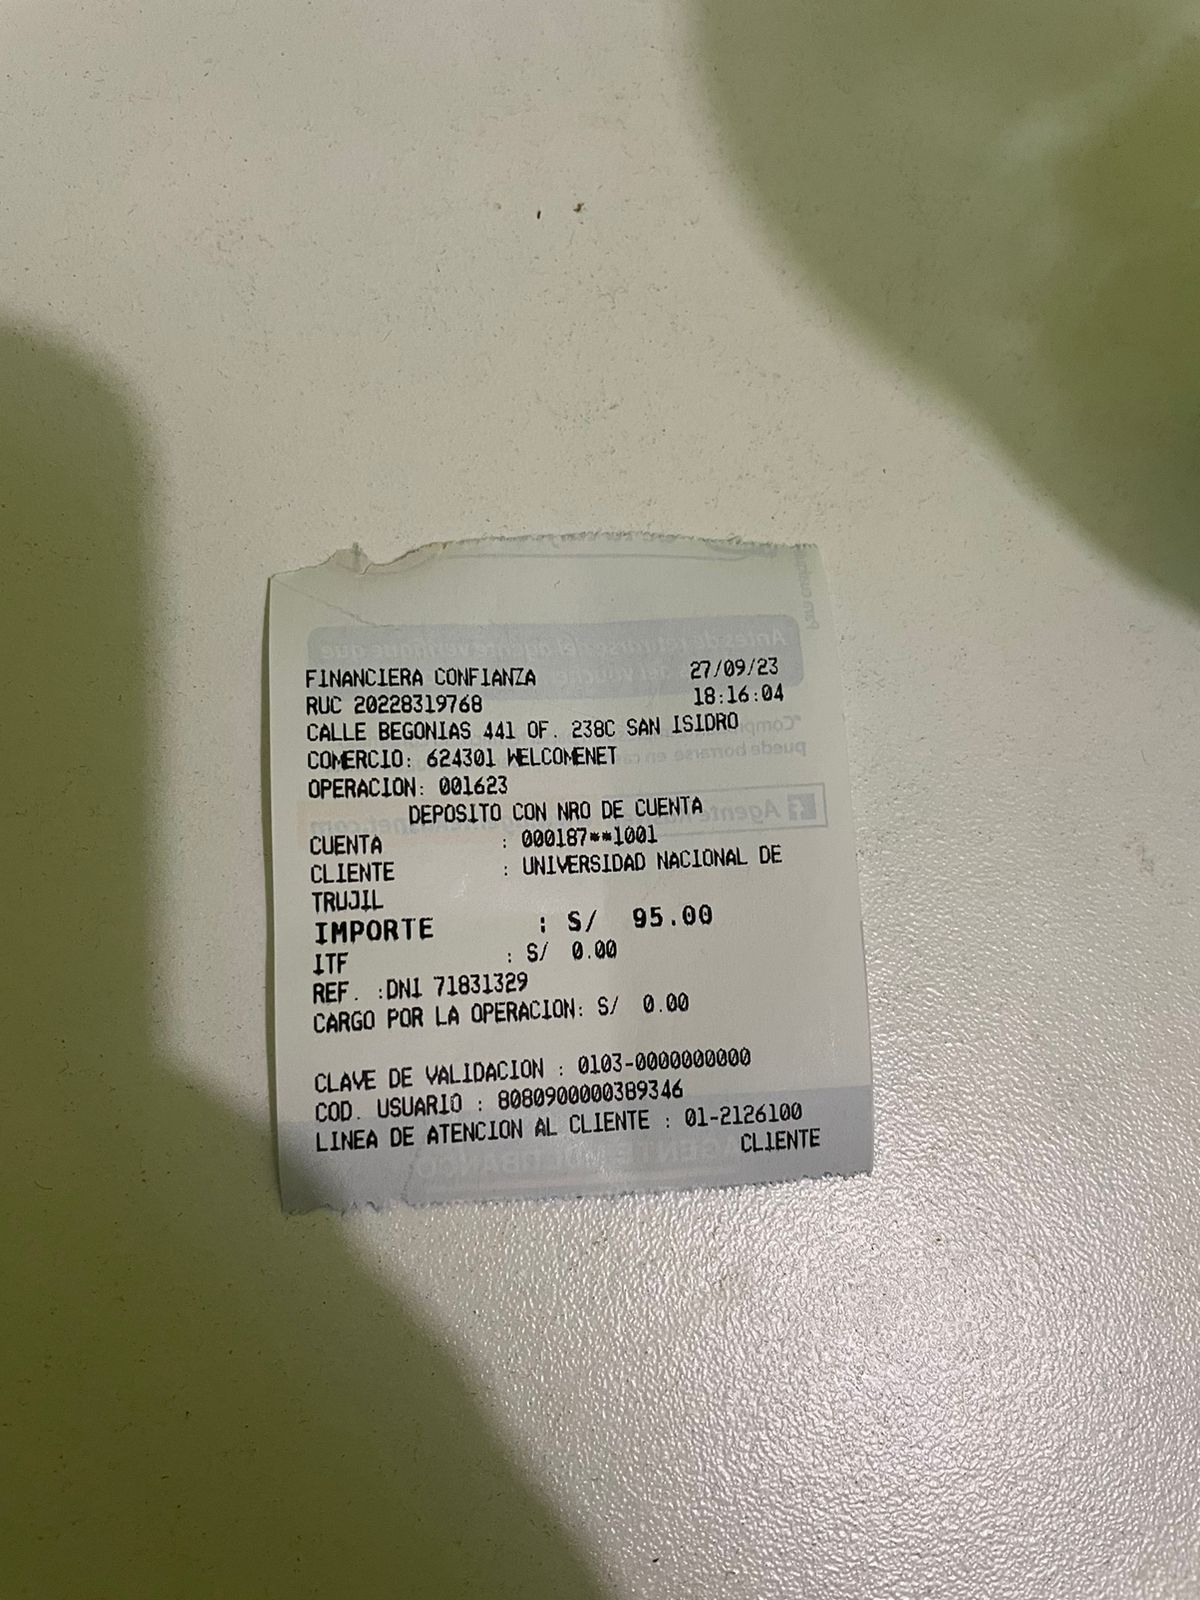 FINANCIERA CONFIANZA 27/09/23
RUC 20228319768 18:16:04
CALLE BEGONIAS 441 OF. 238C SAN ISIDRO
COMERCIO: 624301 WELCOMENET
OPERACION: 001623
DEPOSITO CON NRO DE CUENTA
CUENTA : 000187**1001
CLIENTE : UNIVERSIDAD NACIONAL DE
TRUJIL
IMPORTE : S/ 95.00
ITF : S/ 0.00
REF. :DNI 71831329
CARGO POR LA OPERACION: S/ 0.00
CLAVE DE VALIDACION : 0103-0000000000
COD. USUARIO : 8080900000389346
LINEA DE ATENCION AL CLIENTE : 01-2126100
CLIENTE